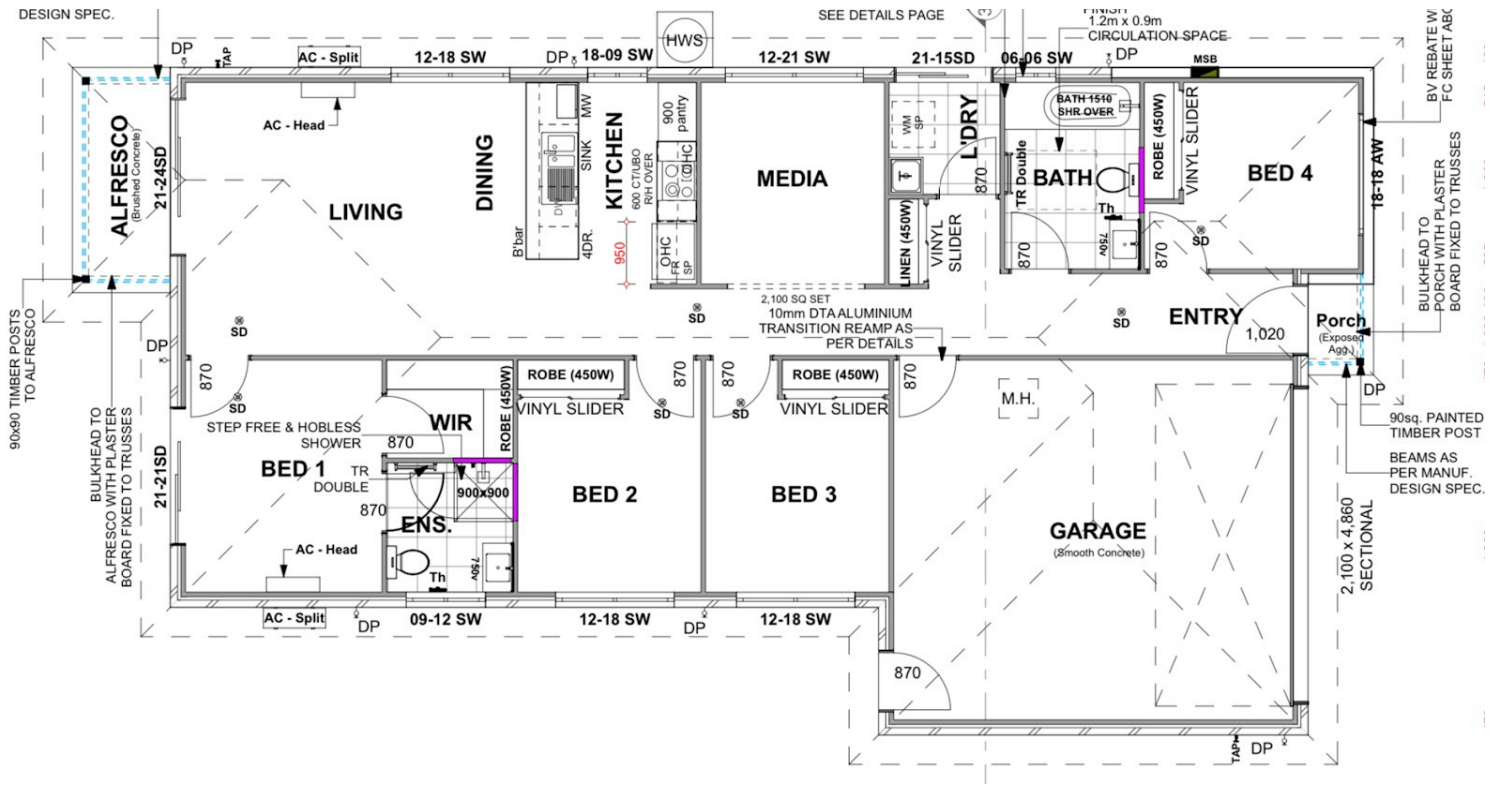 DESIGN SPEC.
SEE DETAILS PAGE
FINISH
1.2m x 0.9m
CIRCULATION SPACE
DP
TAP
AC - Split
12-18 SW
DP
18-09 SW
HWS
12-21 SW
21-15SD
06-06 SW
DP
MSB
FC SHEET
BV REBATE
ALFRESCO
(Brushed Concrete)
21-24SD
AC - Head
LIVING
DINING
B'bar
4DR.
DW
SINK
MW
KITCHEN
600 CT/UBO
R/H OVER
950
900
pantry
OHC
OHC
FR
SP
MEDIA
WM
SP
L'DRY
870
LINEN (450W)
VINYL
SLIDER
BATH 1510
SHR OVER
TR Double
BATH
Th
750v
870
ROBE (450W)
VINYL SLIDER
BED 4
18-18 AW
870
SD
BULKHEAD TO
PORCH WITH PLASTER
BOARD FIXED TO TRUSSES
90x90 TIMBER POSTS
TO ALFRESCO
BULKHEAD TO
ALFRESCO WITH PLASTER
BOARD FIXED TO TRUSSES
DP
SD
SD
2,100 SQ SET
10mm DTA ALUMINIUM
TRANSITION REAMP AS
PER DETAILS
SD
ENTRY
1,020
Porch
(Exposed
Agg.)
DP
90sq. PAINTED
TIMBER POST
BEAMS AS
PER MANUF.
DESIGN SPEC.
870
SD
STEP FREE & HOBLESS
SHOWER
870
WIR
ROBE (450W)
BED 1
21-21SD
TR
DOUBLE
870
900x900
ENS.
Th
750v
AC - Head
ROBE (450W)
VINYL SLIDER
870
SD
BED 2
870
SD
ROBE (450W)
VINYL SLIDER
BED 3
870
M.H.
GARAGE
(Smooth Concrete)
2,100 x 4,860
SECTIONAL
AC - Split
DP
09-12 SW
12-18 SW
DP
12-18 SW
870
TAP
DP